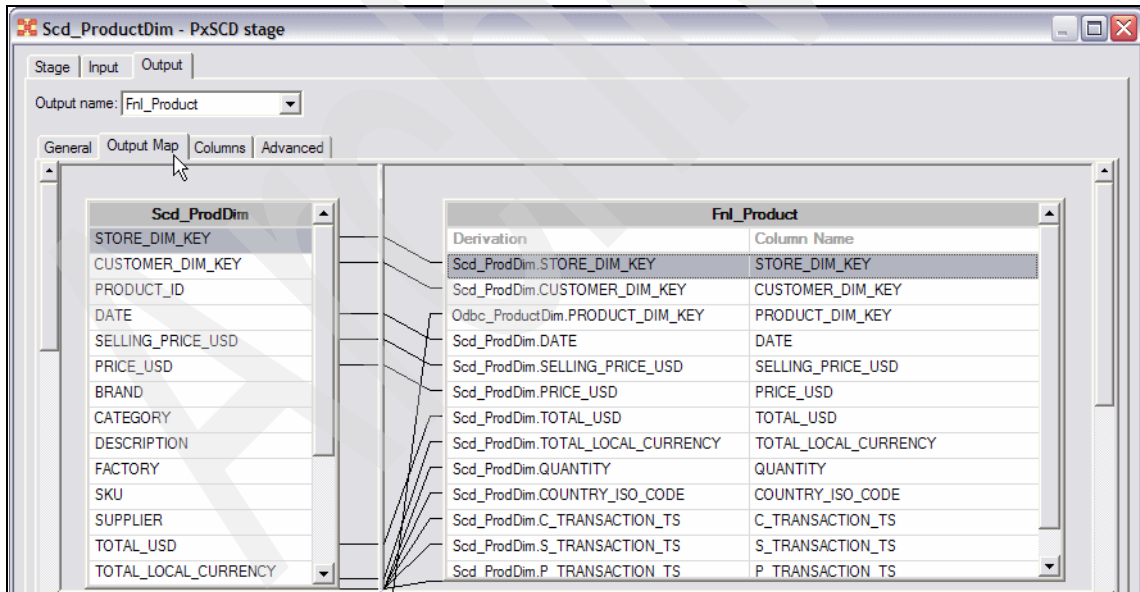 Scd_ProductDim - PxSCD stage
Stage Input Output
Output name: Fnl_Product
General Output Map Columns Advanced
Scd_ProdDim
STORE_DIM_KEY
CUSTOMER_DIM_KEY
PRODUCT_ID
DATE
SELLING_PRICE_USD
PRICE_USD
BRAND
CATEGORY
DESCRIPTION
FACTORY
SKU
SUPPLIER
TOTAL_USD
TOTAL_LOCAL_CURRENCY
Fnl_Product
Derivation Column Name
Scd_ProdDim.STORE_DIM_KEY STORE_DIM_KEY
Scd_ProdDim.CUSTOMER_DIM_KEY CUSTOMER_DIM_KEY
Odbc_ProductDim.PRODUCT_DIM_KEY PRODUCT_DIM_KEY
Scd_ProdDim.DATE DATE
Scd_ProdDim.SELLING_PRICE_USD SELLING_PRICE_USD
Scd_ProdDim.PRICE_USD PRICE_USD
Scd_ProdDim.TOTAL_USD TOTAL_USD
Scd_ProdDim.TOTAL_LOCAL_CURRENCY TOTAL_LOCAL_CURRENCY
Scd_ProdDim.QUANTITY QUANTITY
Scd_ProdDim.COUNTRY_ISO_CODE COUNTRY_ISO_CODE
Scd_ProdDim.C_TRANSACTION_TS C_TRANSACTION_TS
Scd_ProdDim.S_TRANSACTION_TS S_TRANSACTION_TS
Scd_ProdDim.P_TRANSACTION_TS P_TRANSACTION_TS